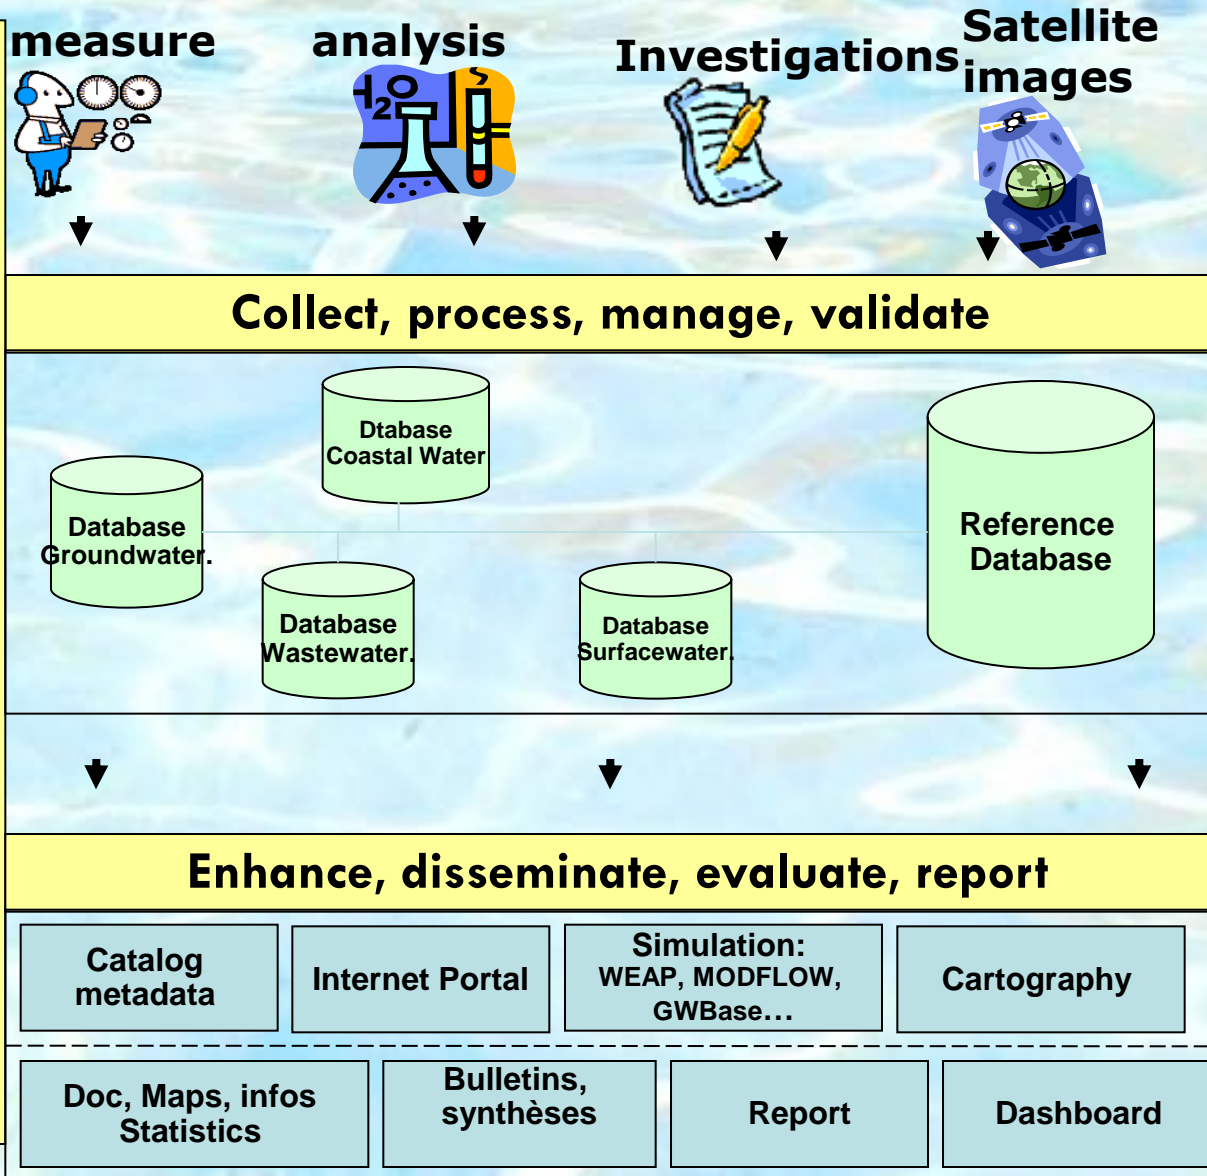 measure
analysis
Investigations
Satellite
images
H2O
Collect, process, manage, validate
Dtabase
Coastal Water
Database
Groundwater.
Reference
Database
Database
Wastewater.
Database
Surfacewater.
Enhance, disseminate, evaluate, report
Catalog
metadata
Internet Portal
Simulation:
WEAP, MODFLOW,
GWBase...
Cartography
Doc, Maps, infos
Statistics
Bulletins,
synthèses
Report
Dashboard